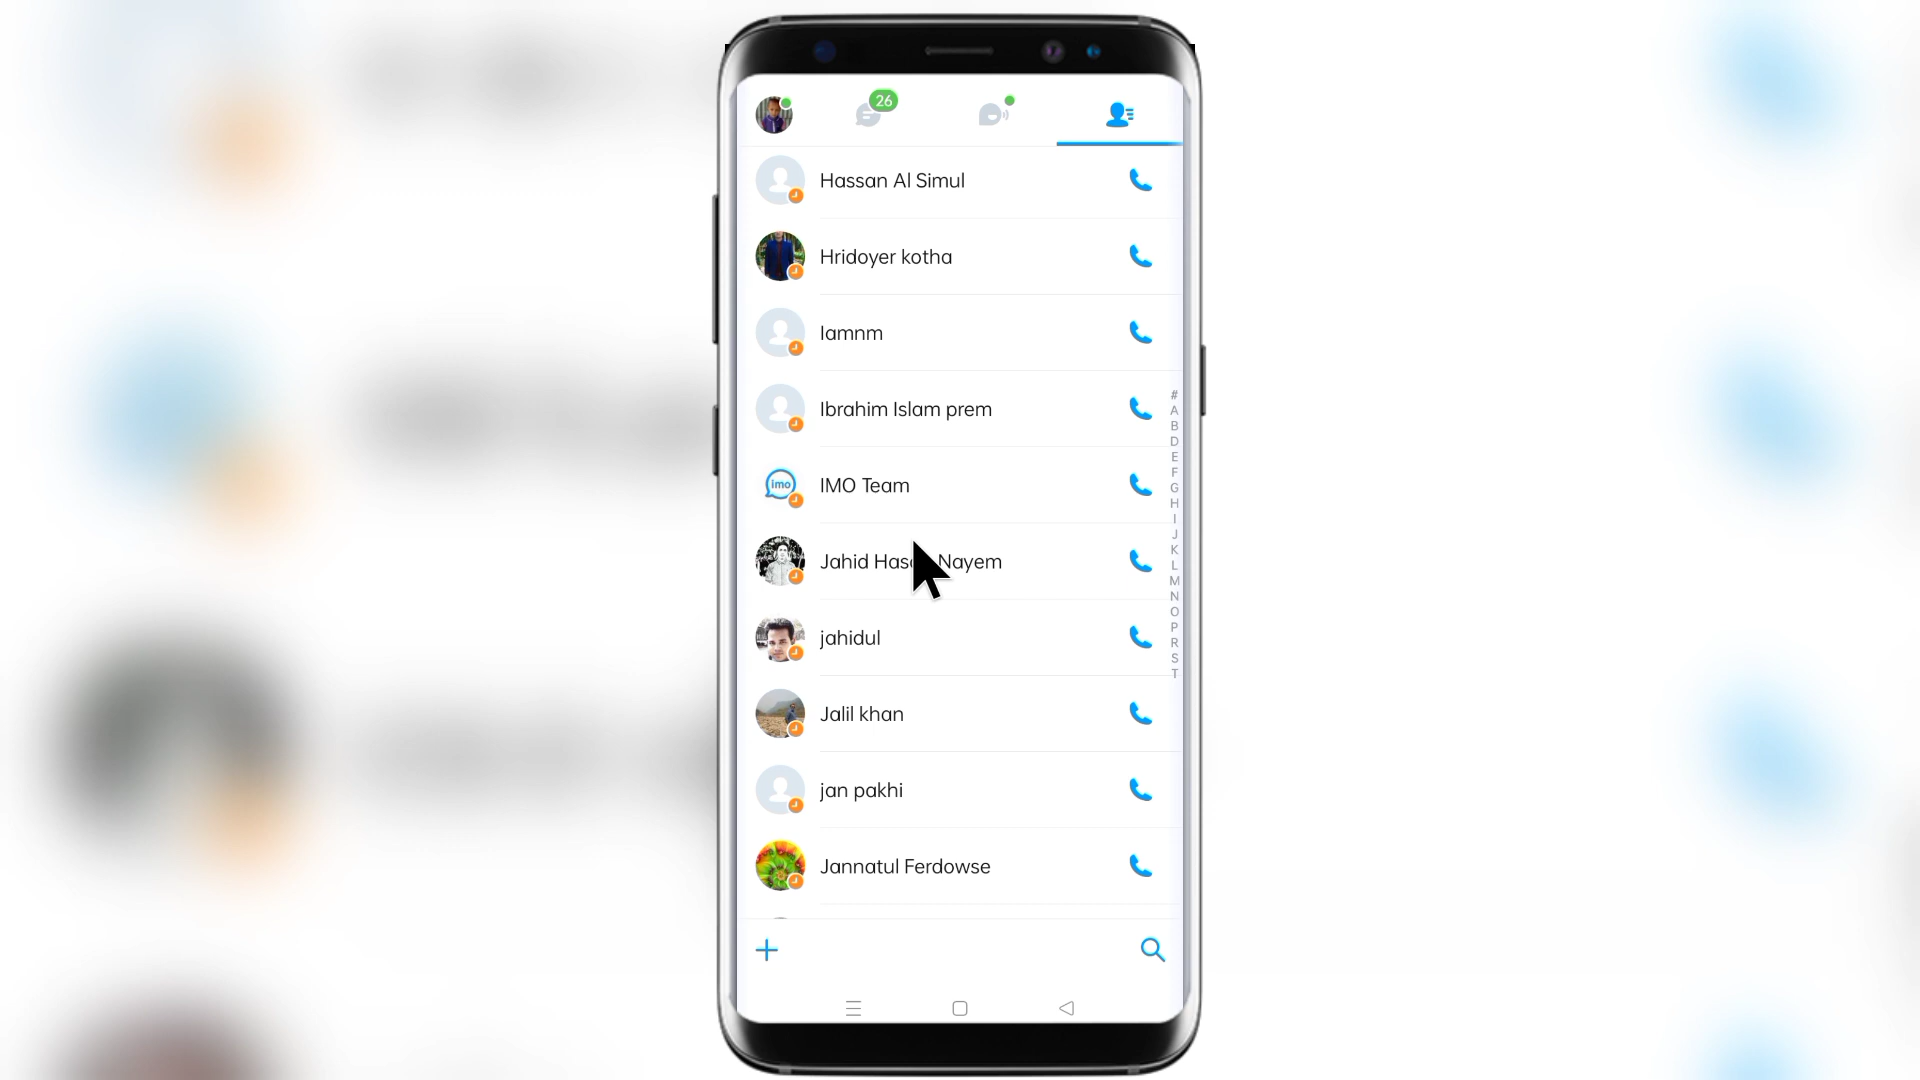 26
Hassan Al Simul
Hridoyer kotha
Iamnm
Ibrahim Islam prem
imo
IMO Team
Jahid Nayem
jahidul
Jalil khan
jan pakhi
Jannatul Ferdowse
#
A
B
D
E
F
G
H
I
J
K
L
M
N
O
P
R
S
T